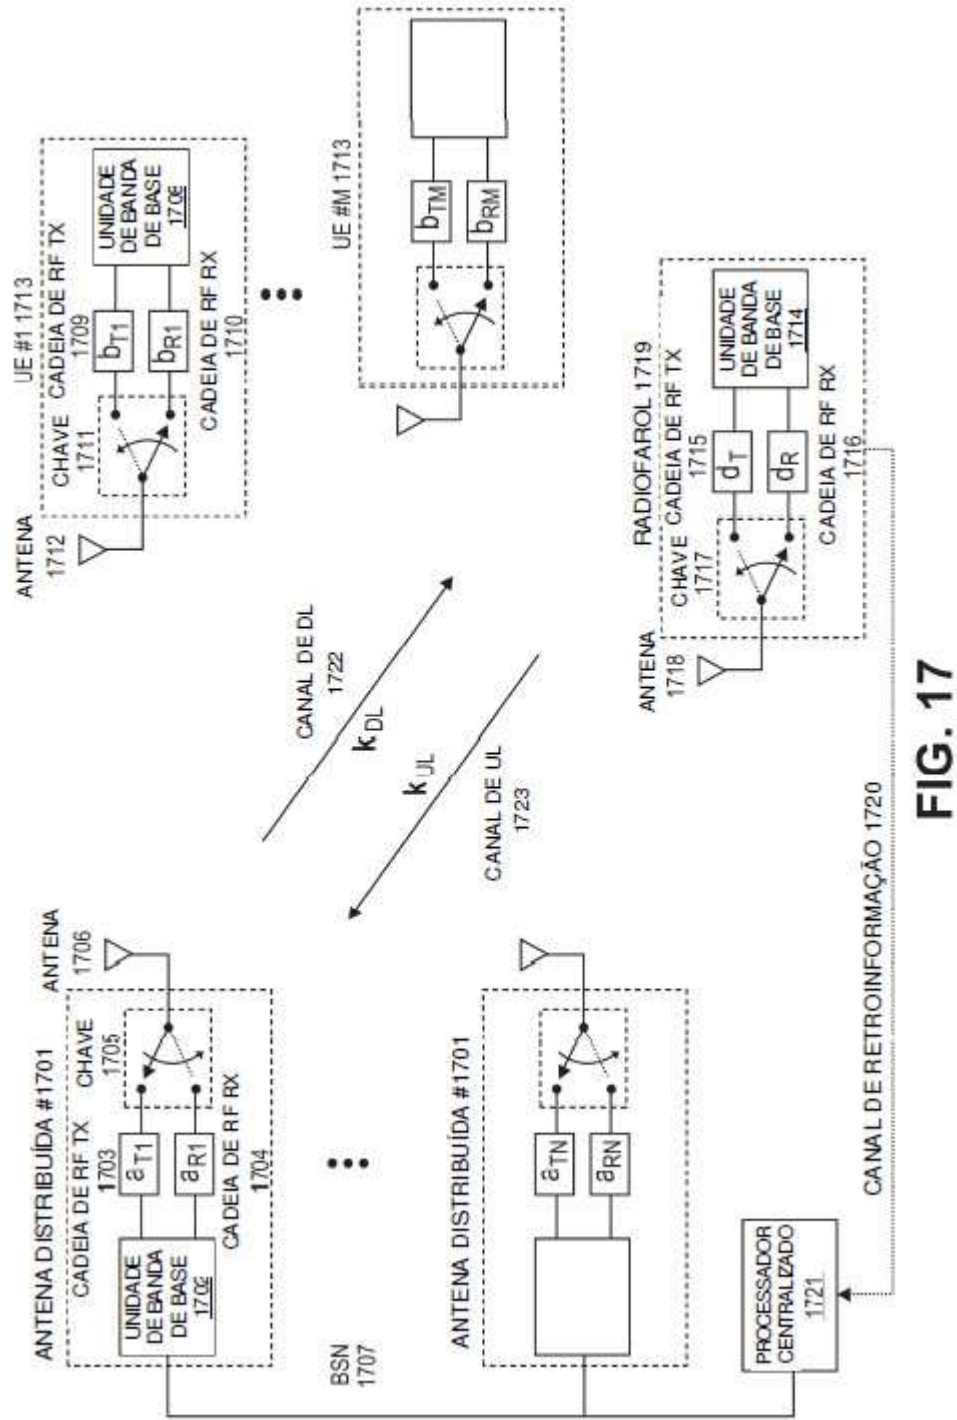 ANTENA DISTRIBUÍDA #1701
CADEIA DE RF TX
1703
CHAVE
1705
ANTENA
1706
UNIDADE
DE BANDA
DE BASE
1702
aT1
aR1
CADEIA DE RF RX
1704
BSN
1707
ANTENA DISTRIBUÍDA #1701
aTN
aRN
PROCESSADOR
CENTRALIZADO
1721
CANAL DE DL
1722
kDL
kUL
CANAL DE UL
1723
UE #1 1713
CADEIA DE RF TX
1709
CHAVE
1711
ANTENA
1712
bT1
bR1
UNIDADE
DE BANDA
DE BASE
CADEIA DE RF RX
1710
UE #M 1713
bTM
bRM
RADIOFAROL 1719
CADEIA DE RF TX
1715
CHAVE
1717
ANTENA
1718
dT
dR
UNIDADE
DE BANDA
DE BASE
1714
CADEIA DE RF RX
1716
CANAL DE RETROINFORMAÇÃO 1720
FIG. 17